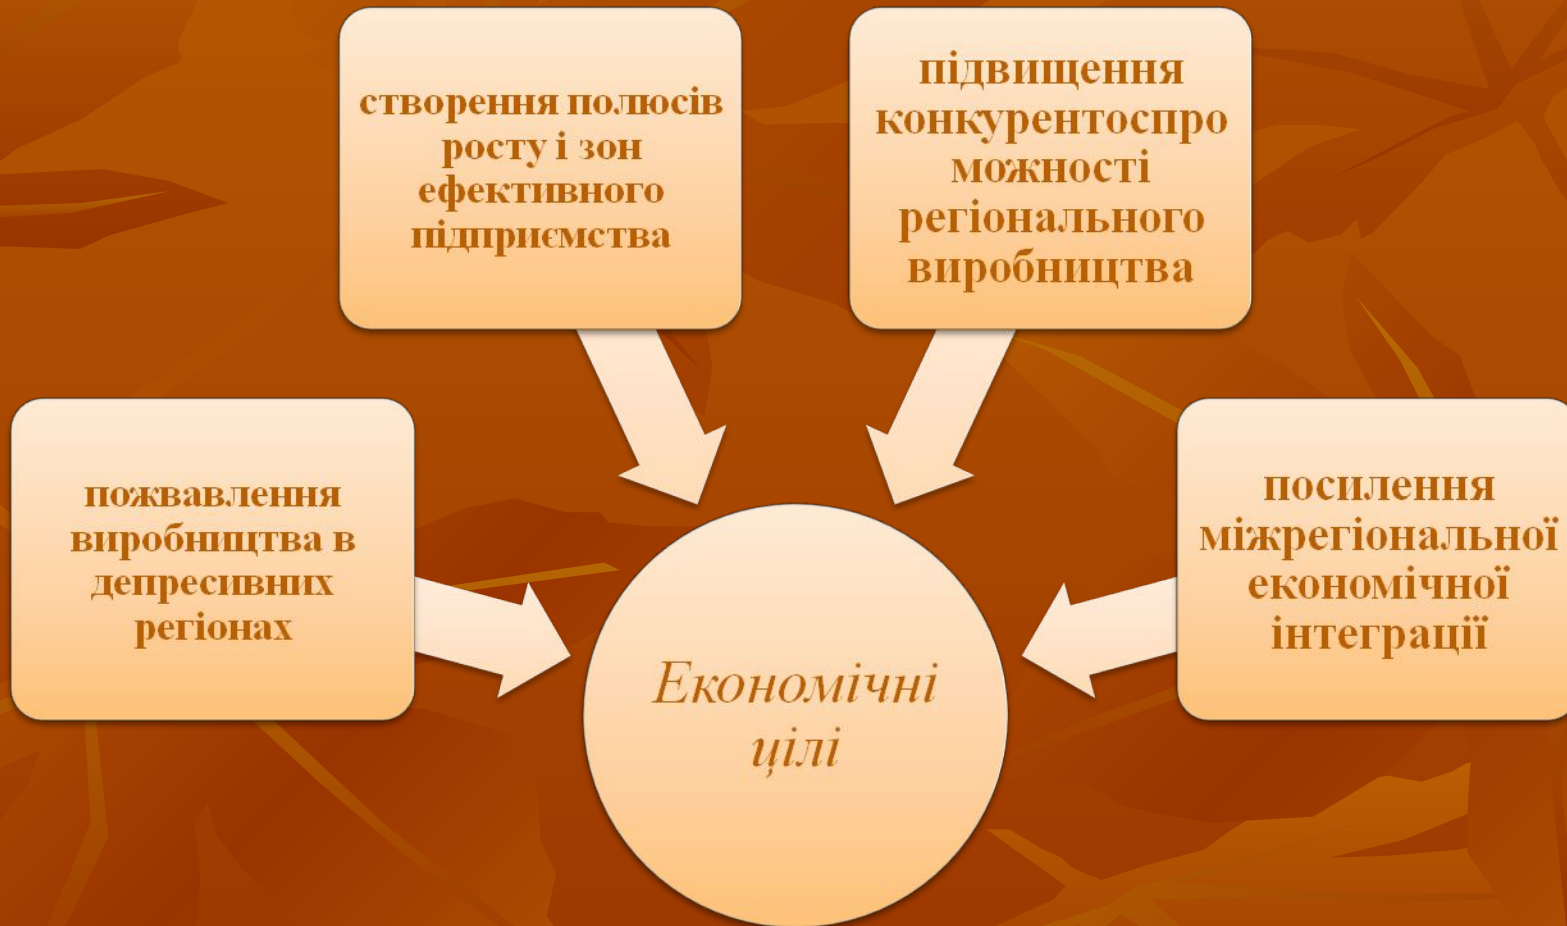 створення полюсів
росту і зон
ефективного
підприємства
підвищення
конкурентоспро
можності
регіонального
виробництва
пожвавлення
виробництва в
депресивних
регіонах
посилення
міжрегіональної
економічної
інтеграції
Економічні
цілі